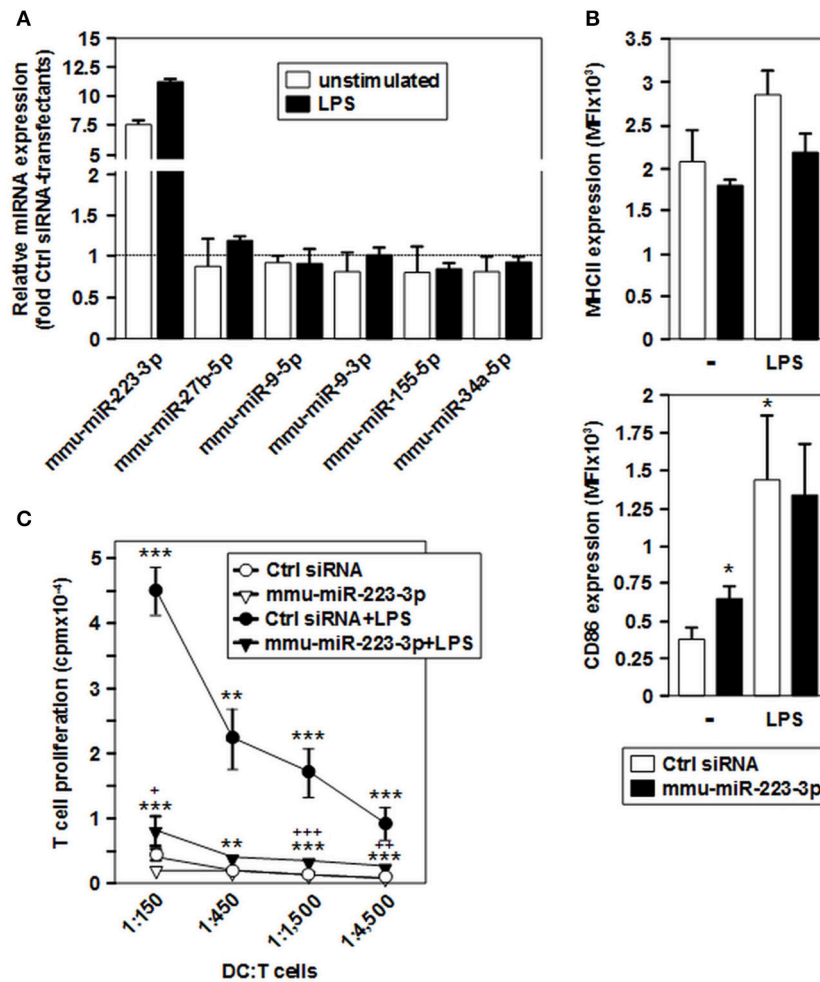 A
Relative miRNA expression
(fold Ctrl siRNA-transfectants)
15
12.5
10
7.5
5
2
1.5
1
0.5
0
unstimulated
LPS
mmu-miR-223-3p
mmu-miR-27b-5p
mmu-miR-9-5p
mmu-miR-9-3p
mmu-miR-155-5p
mmu-miR-34a-5p
B
MHCII expression (MFIx10³)
3.5
3
2.5
2
1.5
1
0.5
0
-
LPS
CD86 expression (MFIx10³)
2
1.75
1.5
1.25
1
0.75
0.5
0.25
0
*
*
-
LPS
Ctrl siRNA
mmu-miR-223-3p
C
T cell proliferation (cpmx10⁻⁴)
5
4
3
2
1
0
Ctrl siRNA
mmu-miR-223-3p
Ctrl siRNA+LPS
mmu-miR-223-3p+LPS
***
**
***
***
+
***
**
+++
***
++
***
1:150
1:450
1:1,500
1:4,500
DC:T cells